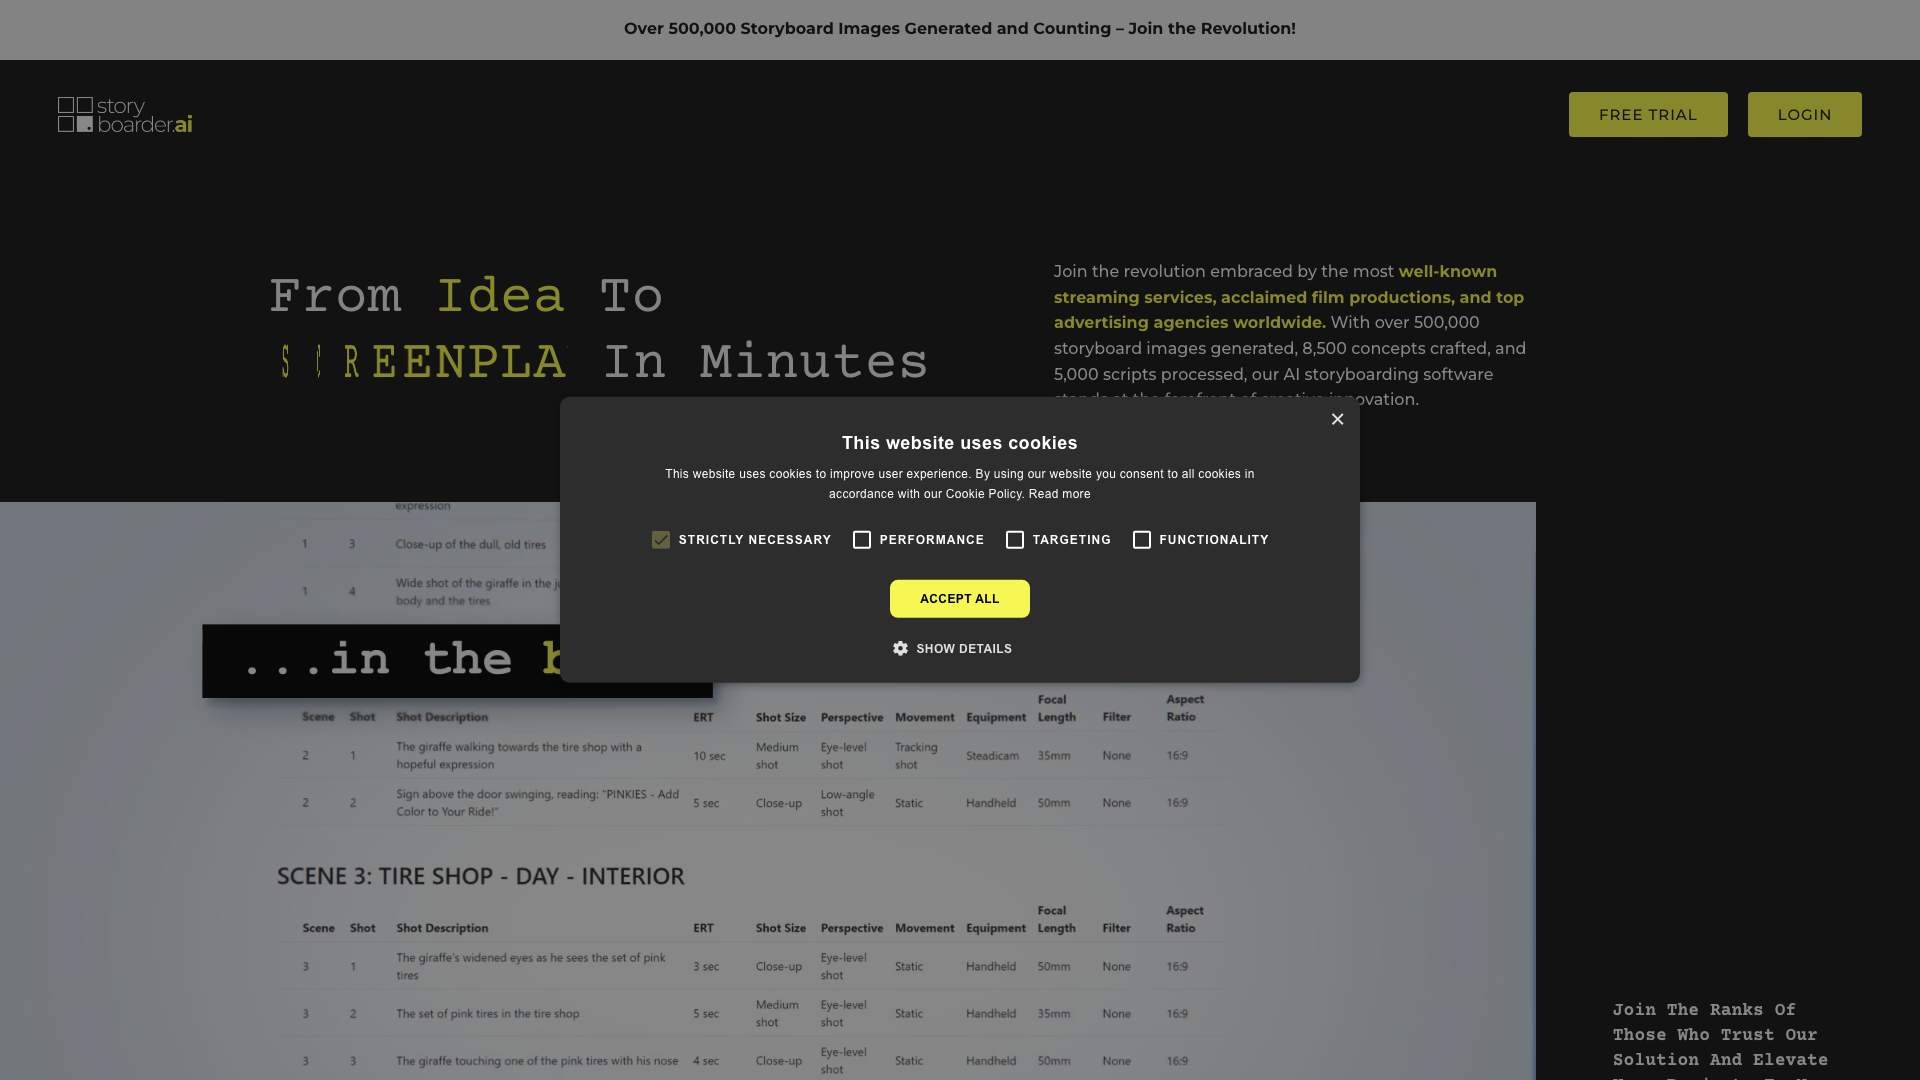 Over 500,000 Storyboard Images Generated and Counting – Join the Revolution!
story
boarder.ai
FREE TRIAL
LOGIN
From Idea To
SCREENPLA In Minutes
Join the revolution embraced by the most well-known
streaming services, acclaimed film productions, and top
advertising agencies worldwide. With over 500,000
storyboard images generated, 8,500 concepts crafted, and
5,000 scripts processed, our AI storyboarding software
stands at the forefront of creative innovation.
×
This website uses cookies
This website uses cookies to improve user experience. By using our website you consent to all cookies in
accordance with our Cookie Policy. Read more
STRICTLY NECESSARY PERFORMANCE TARGETING FUNCTIONALITY
ACCEPT ALL
SHOW DETAILS
expression
1 3 Close-up of the dull, old tires
1 4 Wide shot of the giraffe in the
body and the tires
...in the
Scene Shot Shot Description ERT Shot Size Perspective Movement Equipment Focal Length Filter Aspect Ratio
2 1 The giraffe walking towards the tire shop with a hopeful expression 10 sec Medium shot Eye-level shot Tracking shot Steadicam 35mm None 16:9
2 2 Sign above the door swinging, reading: "PINKIES - Add Color to Your Ride!" 5 sec Close-up Low-angle shot Static Handheld 50mm None 16:9
SCENE 3: TIRE SHOP - DAY - INTERIOR
Scene Shot Shot Description ERT Shot Size Perspective Movement Equipment Focal Length Filter Aspect Ratio
3 1 The giraffe's widened eyes as he sees the set of pink tires 3 sec Close-up Eye-level shot Static Handheld 50mm None 16:9
3 2 The set of pink tires in the tire shop 5 sec Medium shot Eye-level shot Static Handheld 35mm None 16:9
3 3 The giraffe touching one of the pink tires with his nose 4 sec Close-up Eye-level shot Static Handheld 50mm None 16:9
Join The Ranks Of
Those Who Trust Our
Solution And Elevate